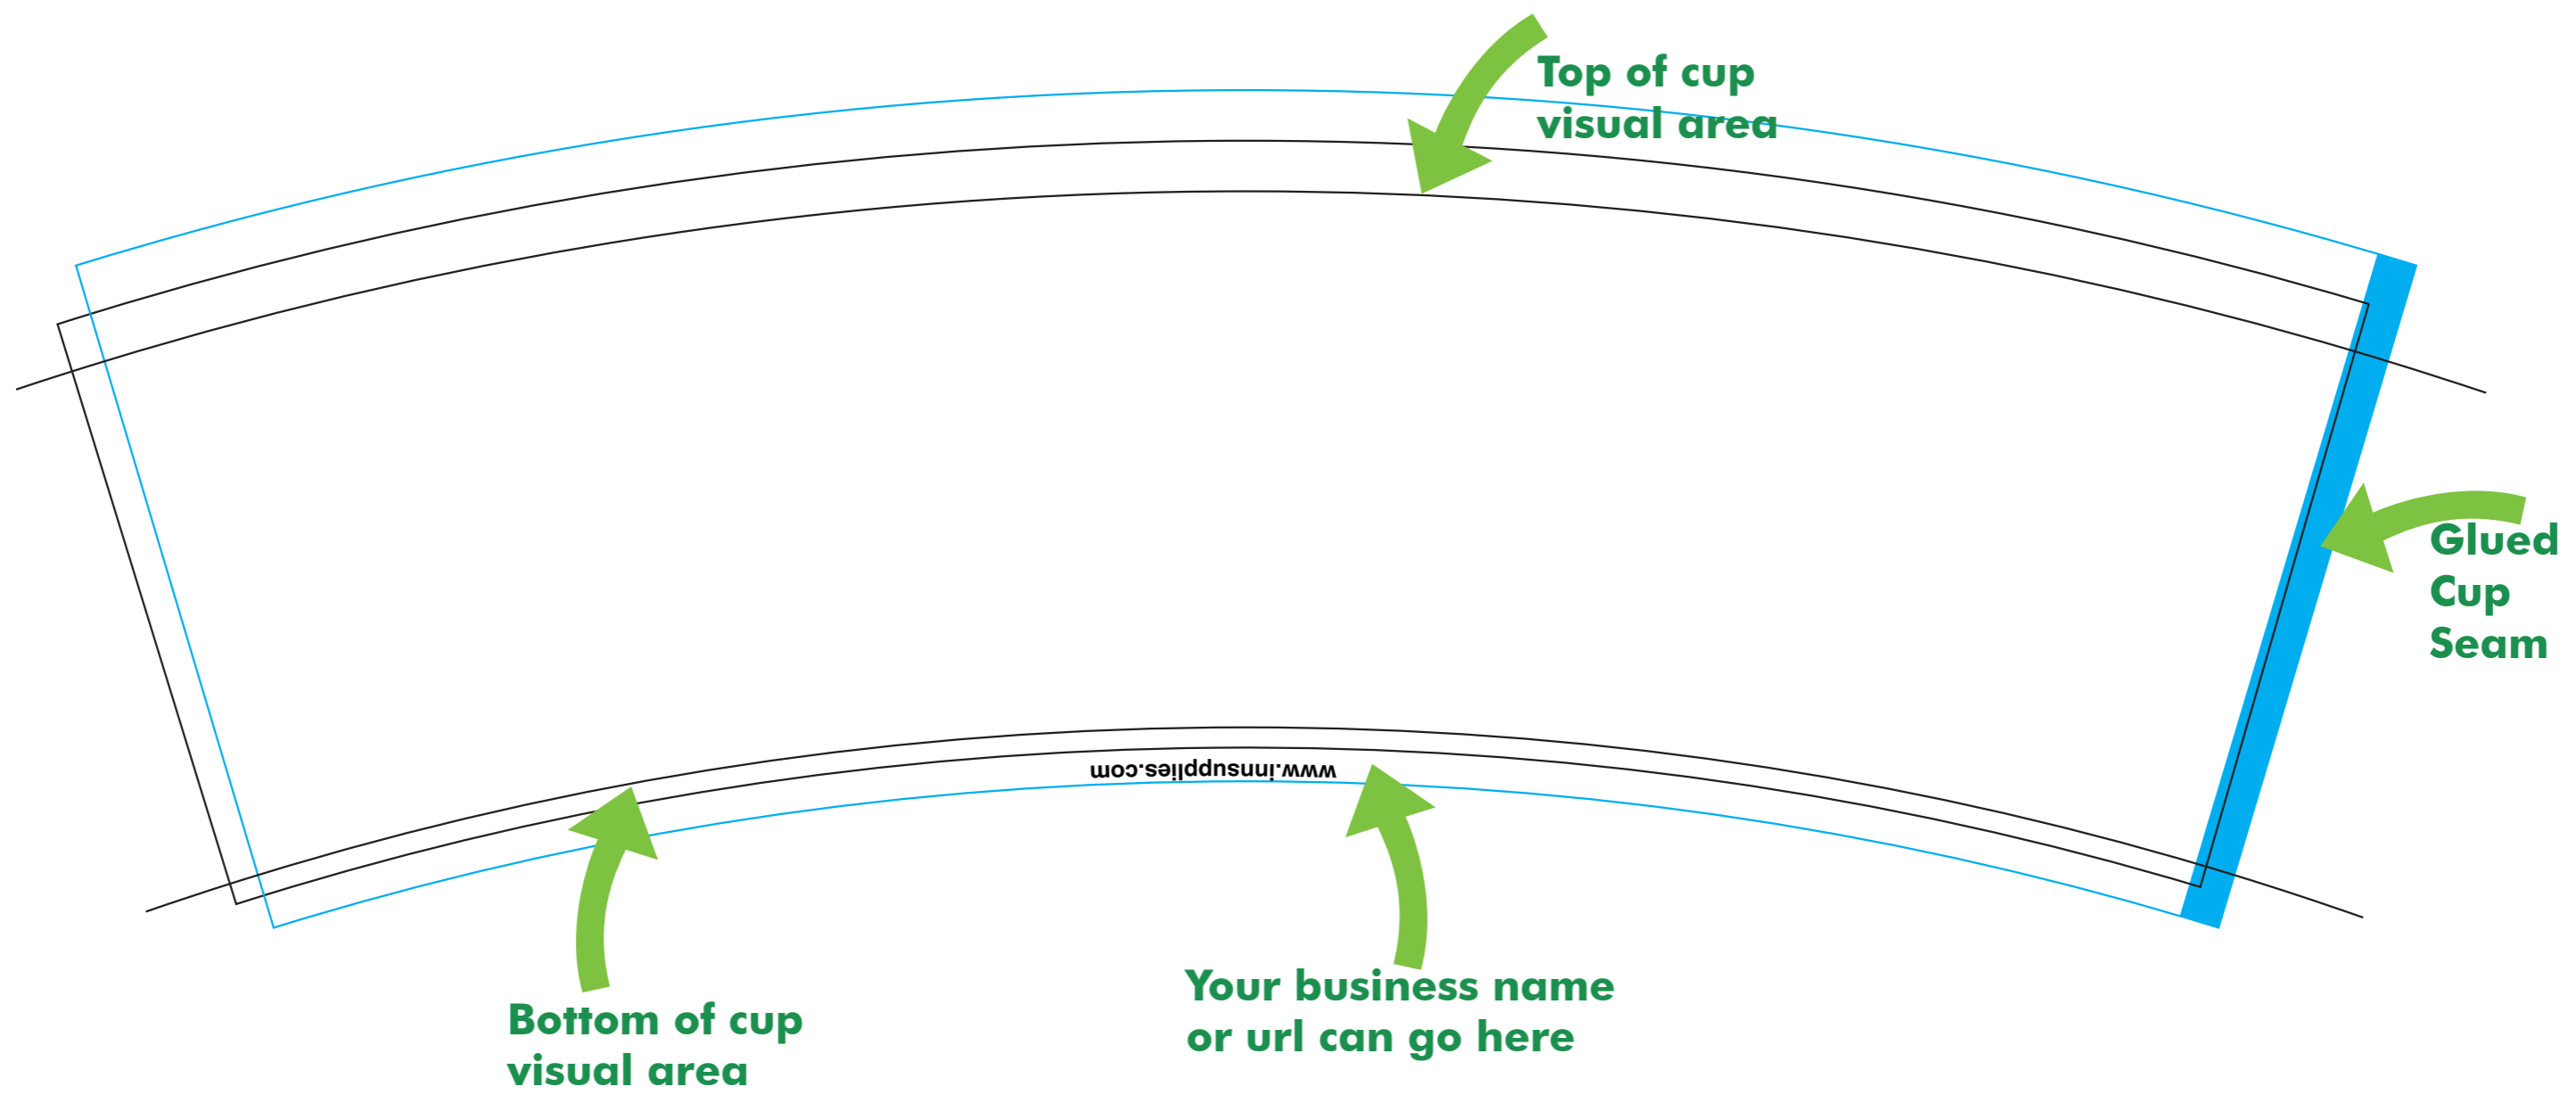 Top of cup
visual area
Glued
Cup
Seam
www.innsupplies.com
Your business name
or url can go here
Bottom of cup
visual area